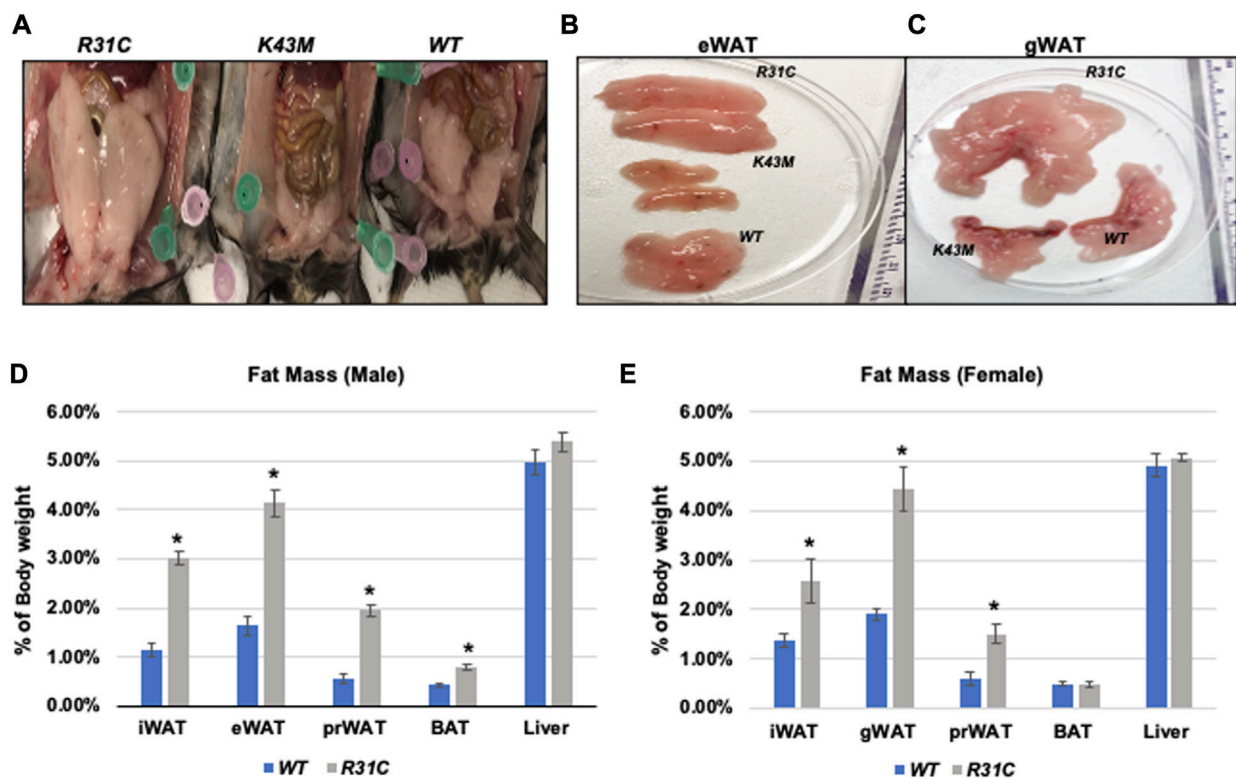 A
R31C K43M WT
B
eWAT
R31C
K43M
WT
C
gWAT
R31C
K43M
WT
D
Fat Mass (Male)
% of Body weight
6.00%
5.00%
4.00%
3.00%
2.00%
1.00%
0.00%
* * * *
iWAT eWAT prWAT BAT Liver
WT R31C
E
Fat Mass (Female)
% of Body weight
6.00%
5.00%
4.00%
3.00%
2.00%
1.00%
0.00%
* * *
iWAT gWAT prWAT BAT Liver
WT R31C